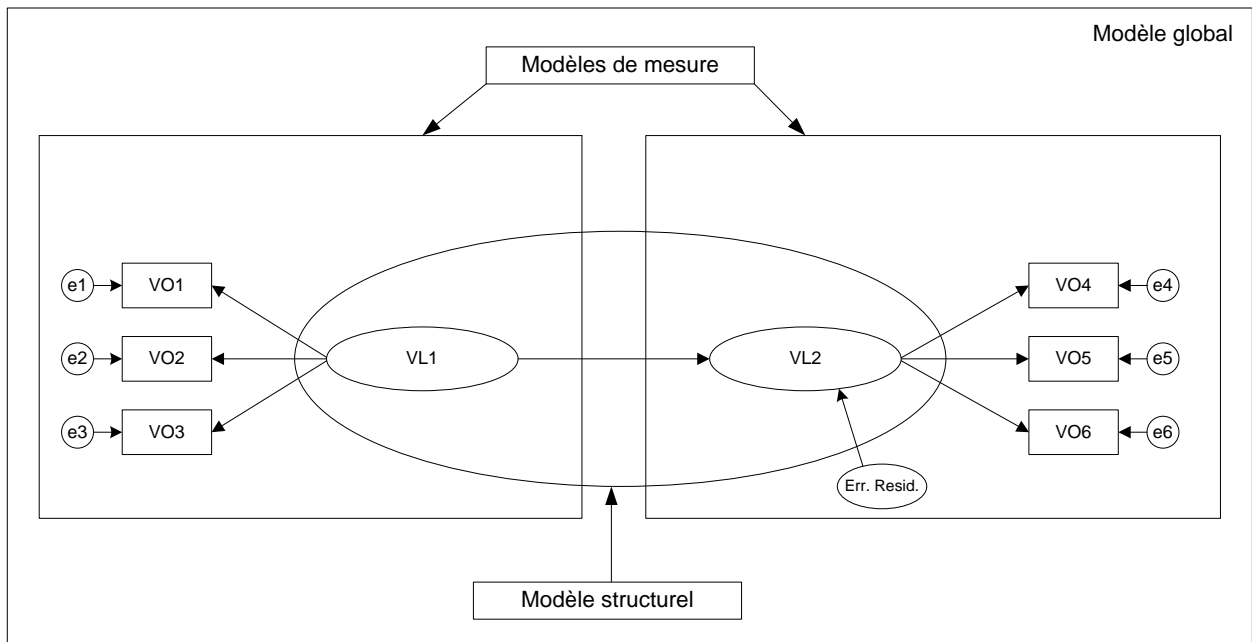 Modèle global
Modèles de mesure
e1
VO1
VO4
e4
e2
VO2
VL1
VL2
VO5
e5
e3
VO3
VO6
e6
Err. Resid.
Modèle structurel